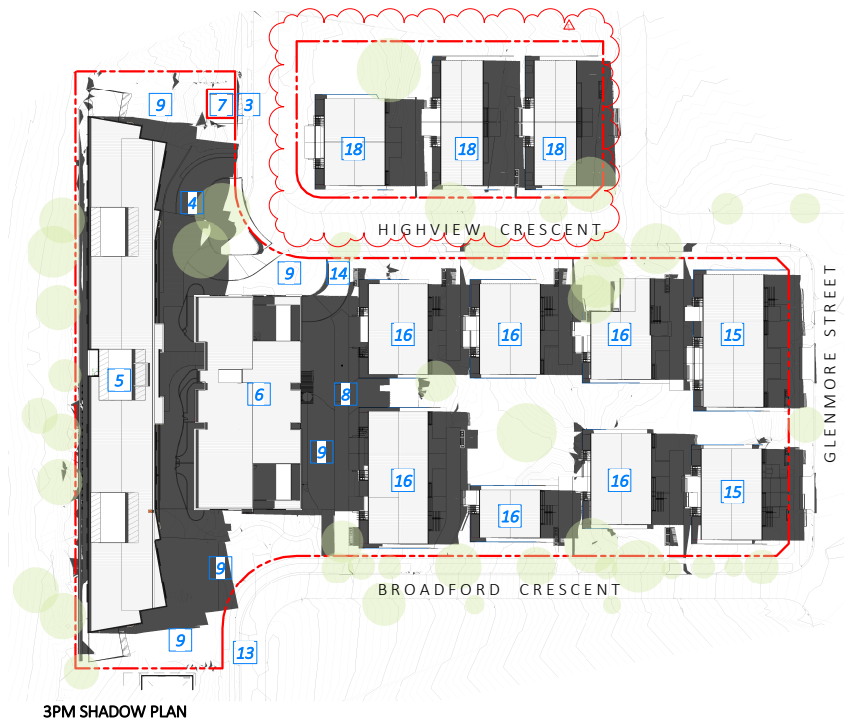 9 7 3
18 18 18
4
HIGHVIEW CRESCENT
9 14
16 16 16 15
5 6 8
GLENMORE STREET
9
16 16 16 15
9
BROADFORD CRESCENT
9 13
3PM SHADOW PLAN